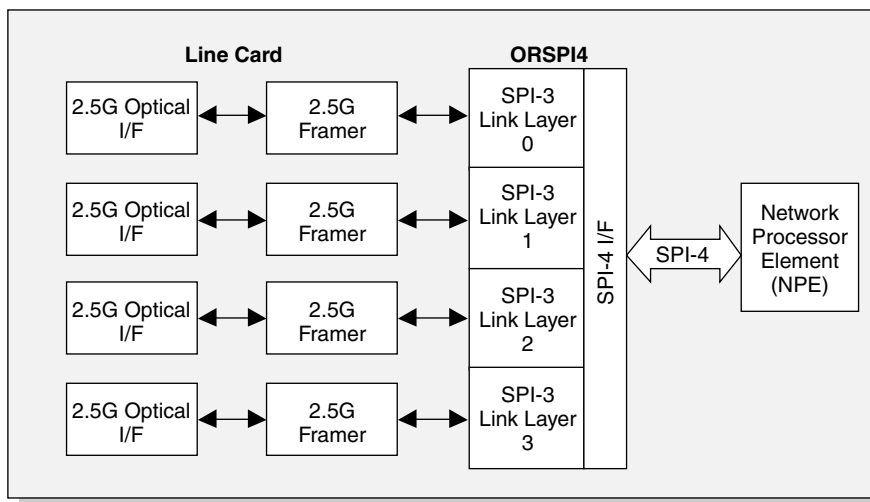 Line Card
ORSPI4
2.5G Optical
I/F
2.5G
Framer
SPI-3
Link Layer
0
2.5G Optical
I/F
2.5G
Framer
SPI-3
Link Layer
1
2.5G Optical
I/F
2.5G
Framer
SPI-3
Link Layer
2
2.5G Optical
I/F
2.5G
Framer
SPI-3
Link Layer
3
SPI-4 I/F
SPI-4
Network
Processor
Element
(NPE)